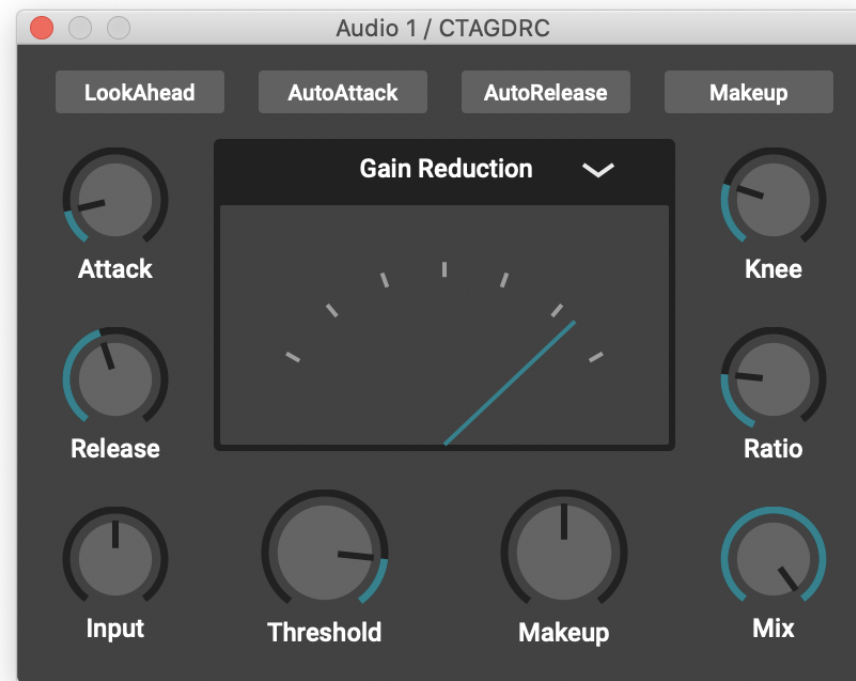 Audio 1 / CTAGDRC
LookAhead AutoAttack AutoRelease Makeup
Gain Reduction
Attack Knee
Release Ratio
Input Threshold Makeup Mix